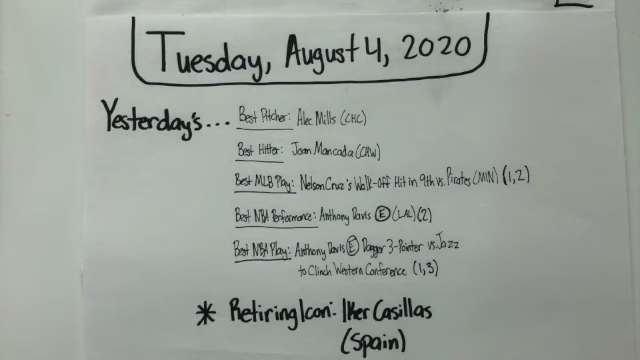 Tuesday, August 4, 2020
Yesterday's...
Best Pitcher: Alec Mills (CHC)
Best Hitter: Joan Mancada (CHW)
Best MLB Play: Nelson Cruz's Walk-Off Hit in 9th vs. Pirates (MIN) (1,2)
Best NBA Performance: Anthony Davis E (LAL) (2)
Best NBA Play: Anthony Davis E Dagger 3-Pointer vs. Jazz
to Clinch Western Conference (1,3)
* Retiring Icon: Iker Casillas
(Spain)